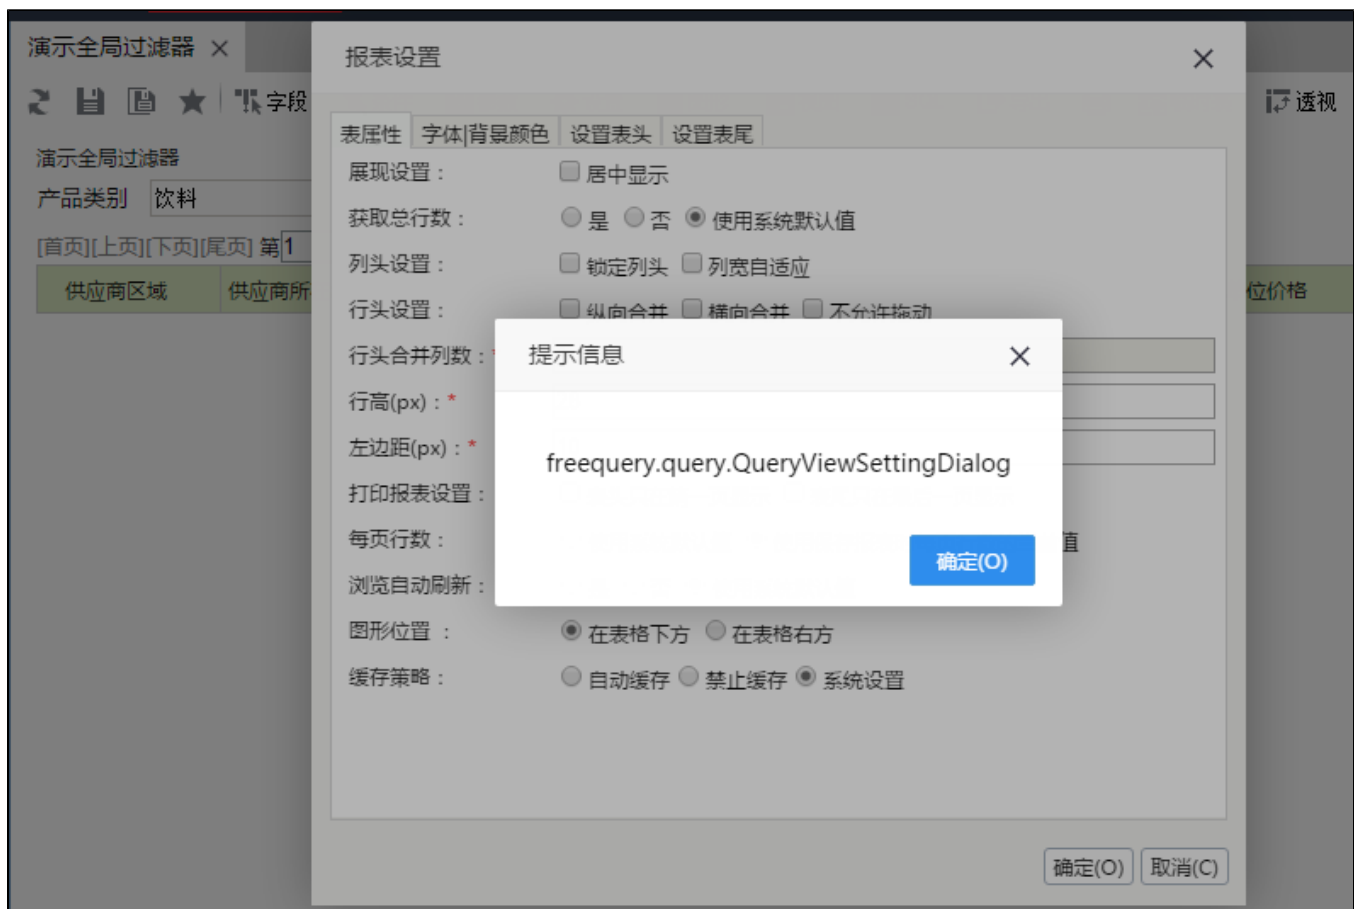 演示全局过滤器
字段
透视
演示全局过滤器
产品类别 饮料
[首页][上页][下页][尾页] 第1
供应商区域 供应商所
位价格
报表设置
表属性 字体|背景颜色 设置表头 设置表尾
展现设置： 居中显示
获取总行数： 是 否 使用系统默认值
列头设置： 锁定列头 列宽自适应
行头设置： 纵向合并 横向合并 不允许拖动
行头合并列数：*
行高(px)：*
左边距(px)：*
打印报表设置：
每页行数： 值
浏览自动刷新：
图形位置 ： 在表格下方 在表格右方
缓存策略： 自动缓存 禁止缓存 系统设置
确定(O) 取消(C)
提示信息
freequery.query.QueryViewSettingDialog
确定(O)